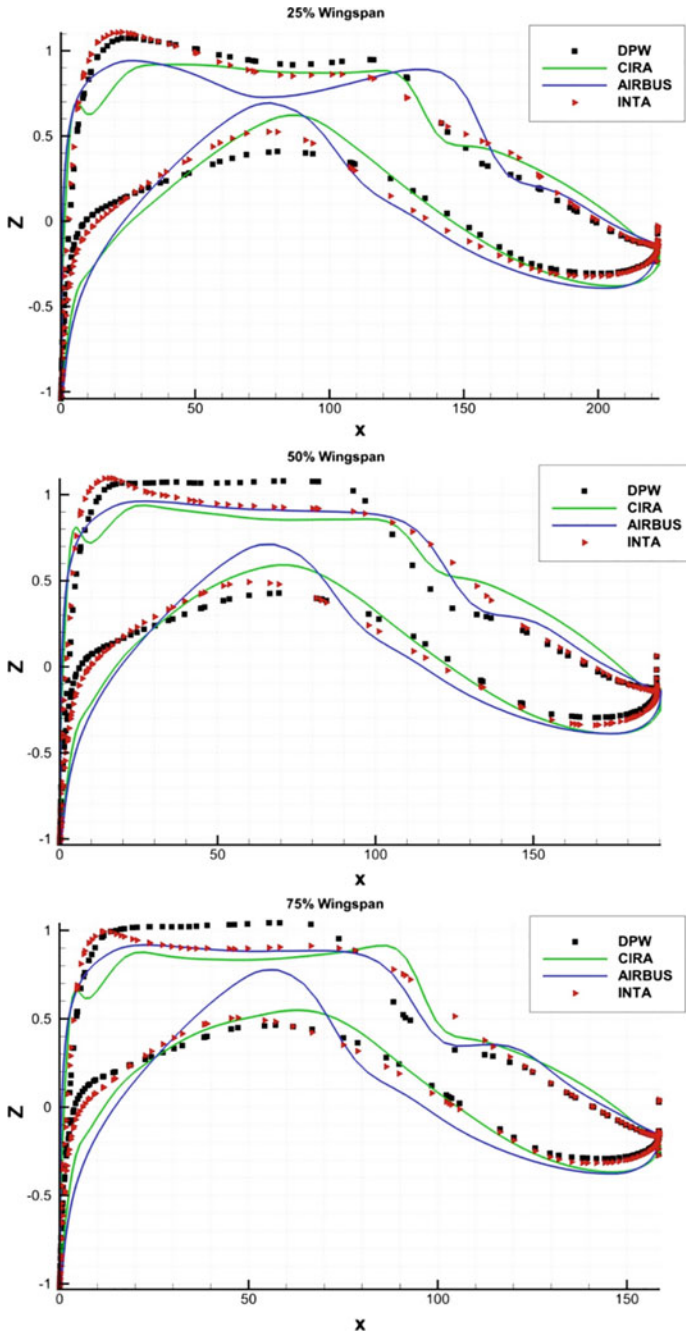 25% Wingspan
DPW
CIRA
AIRBUS
INTA
1
0.5
0
-0.5
-1
Z
0 50 100 150 200
X
50% Wingspan
DPW
CIRA
AIRBUS
INTA
1
0.5
0
-0.5
-1
Z
0 50 100 150
X
75% Wingspan
DPW
CIRA
AIRBUS
INTA
1
0.5
0
-0.5
-1
Z
0 50 100 150
X